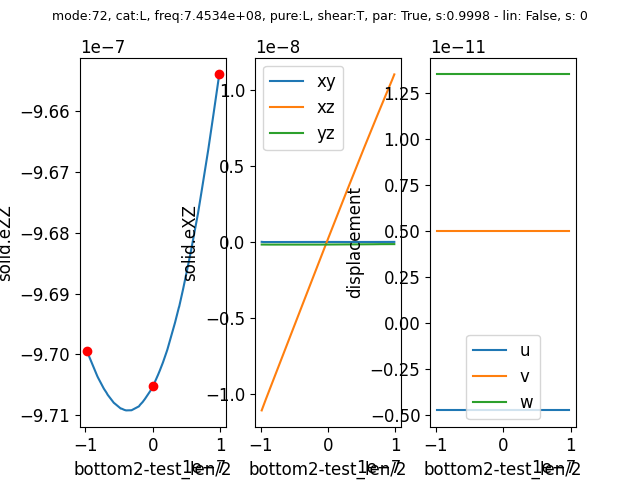 mode:72, cat:L, freq:7.4534e+08, pure:L, shear:T, par: True, s:0.9998 - lin: False, s: 0
1e−7
−9.66
−9.67
−9.68
−9.69
−9.70
−9.71
solid.eZZ
−1
0
1
1e−7
bottom2-test_len/2
1e−8
1.0
0.5
0.0
−0.5
−1.0
solid.eXZ
xy
xz
yz
−1
0
1
1e−7
bottom2-test_len/2
1e−11
1.25
1.00
0.75
0.50
0.25
0.00
−0.25
−0.50
displacement
u
v
w
−1
0
1
1e−7
bottom2-test_len/2